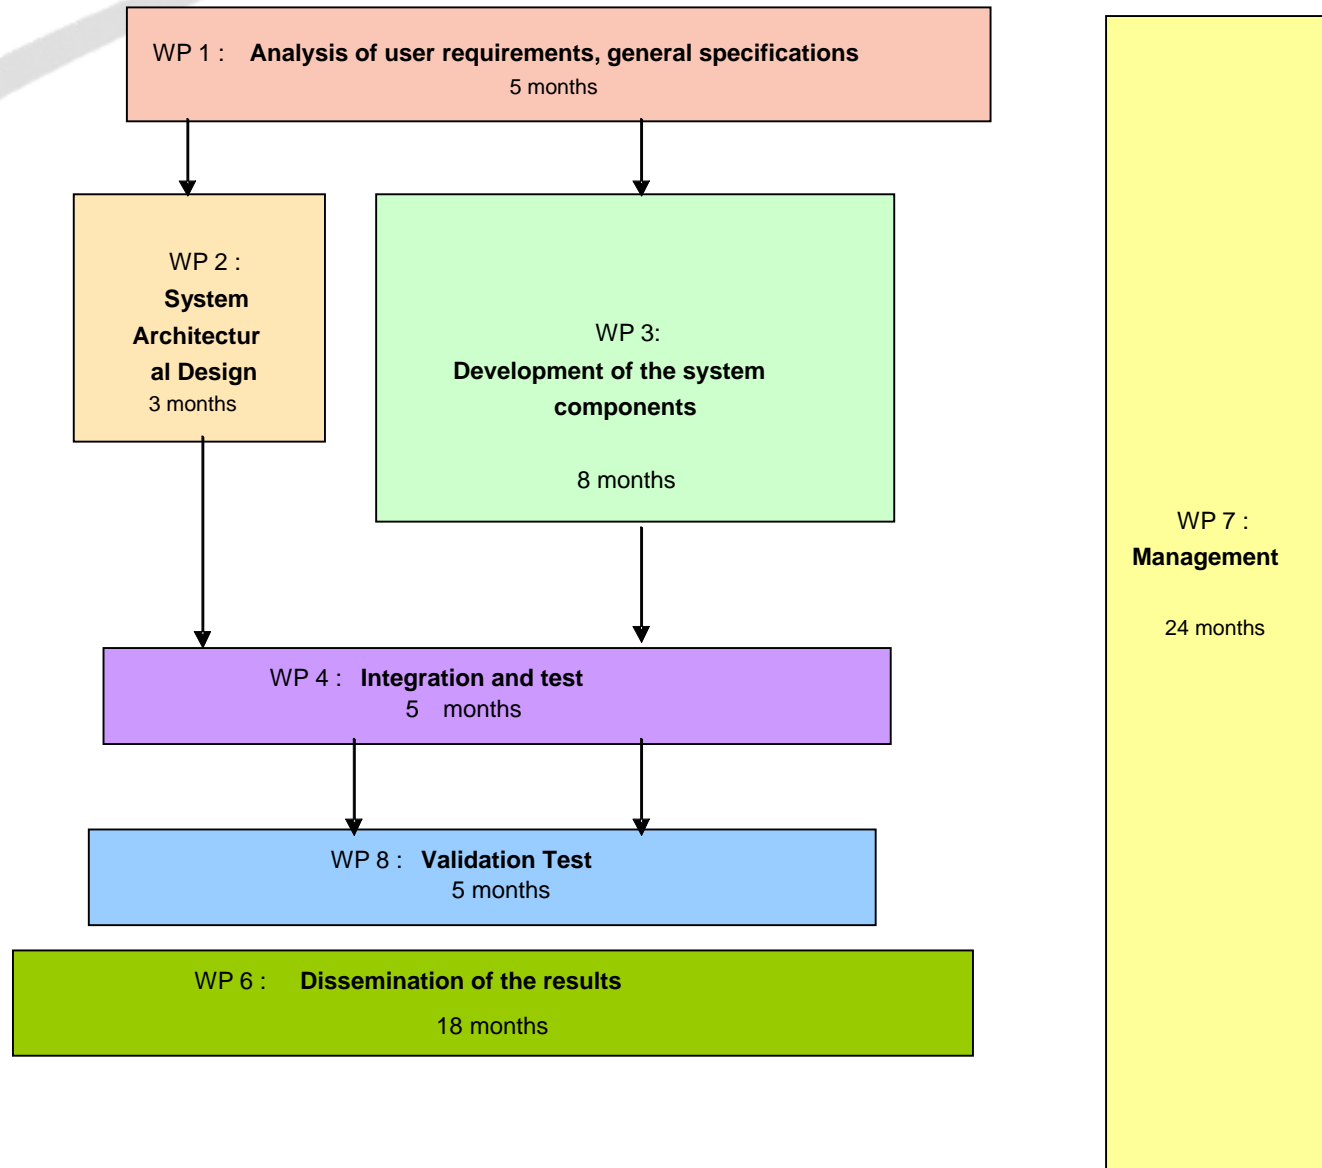 WP 1 : Analysis of user requirements, general specifications
5 months
WP 2 :
System
Architectur
al Design
3 months
WP 3:
Development of the system
components
8 months
WP 7 :
Management
24 months
WP 4 : Integration and test
5 months
WP 8 : Validation Test
5 months
WP 6 : Dissemination of the results
18 months